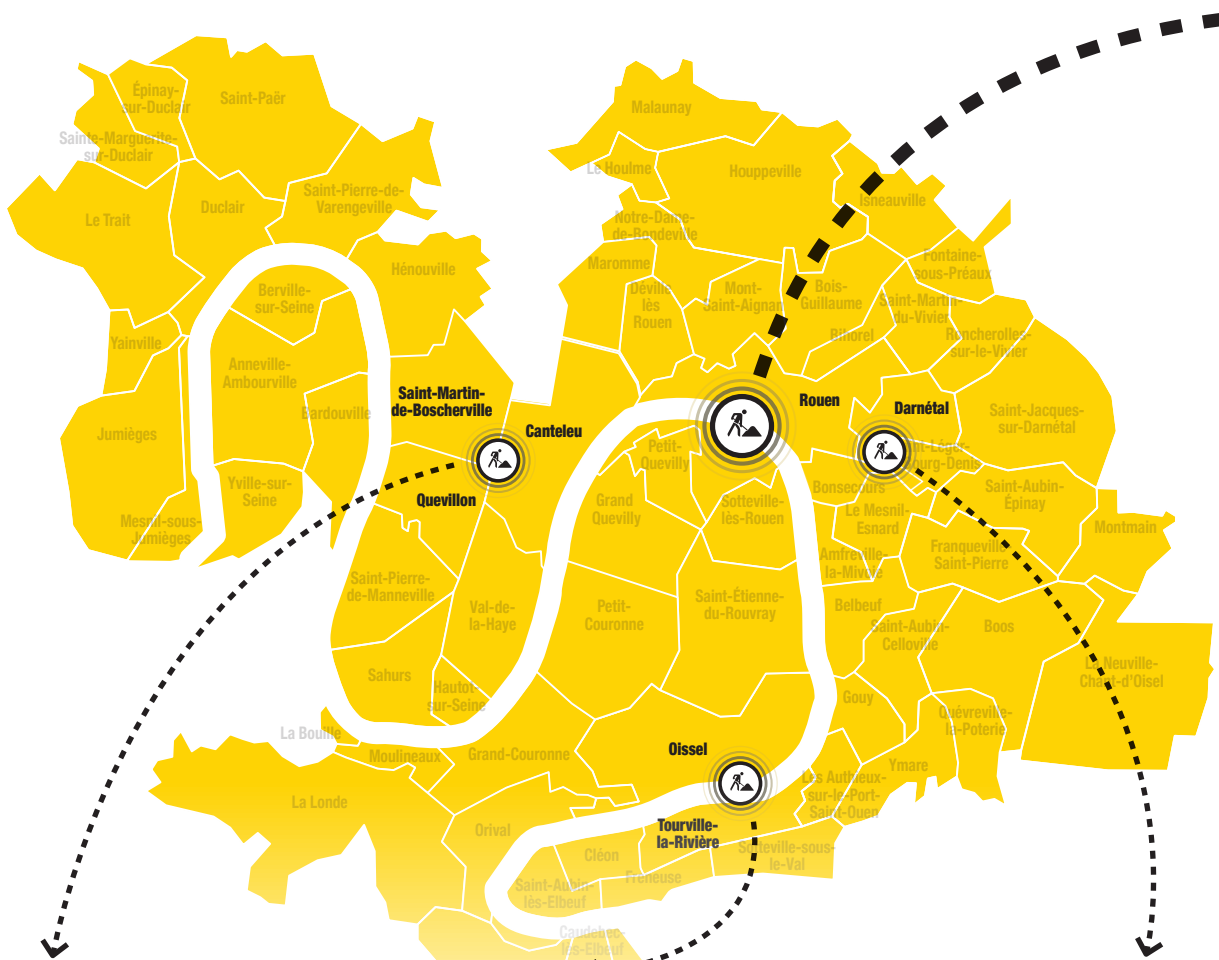 Épinay-
sur-Duclair
Saint-Paër
Malaunay
Sainte-Marguerite-
sur-Duclair
Le Houlme
Houppeville
Isneauville
Le Trait
Duclair
Saint-Pierre-de-
Varengeville
Notre-Dame-
de-Bondeville
Hénouville
Maromme
Fontaine-
sous-Préaux
Berville-
sur-Seine
Déville
lès
Rouen
Mont-
Saint-Aignan
Bois-
Guillaume
Saint-Martin-
du-Vivier
Bihorel
Roncherolles-
sur-le-Vivier
Yainville
Anneville-
Ambourville
Bardouville
Saint-Martin-
de-Boscherville
Rouen
Darnétal
Saint-Jacques-
sur-Darnétal
Jumièges
Canteleu
Petit-
Quevilly
Bourg-Denis
Quevillon
Yville-sur-
Seine
Grand
Quevilly
Sotteville-
lès-Rouen
Bonsecours
Saint-Aubin-
Épinay
Mesnil-sous-
Jumièges
Le Mesnil-
Esnard
Montmain
Franqueville
Saint-Pierre
Amfreville-
la-Mivoie
Saint-Pierre-
de-Manneville
Val-de-
la-Haye
Petit-
Couronne
Saint-Étienne-
du-Rouvray
Belbeuf
Saint-Aubin-
Celloville
Boos
Sahurs
Hautot-
sur-Seine
Gouy
La Neuville-
Chant-d'Oisel
Quévreville-
la-Poterie
La Bouille
Moulineaux
Grand-Couronne
Oissel
Ymare
Les Authieux-
sur-le-Port-
Saint-Ouen
La Londe
Orival
Tourville-
la-Rivière
Cléon
Sotteville-sous-
le-Val
Freneuse
Saint-Aubin-
lès-Elbeuf
Caudebec-
lès-Elbeuf